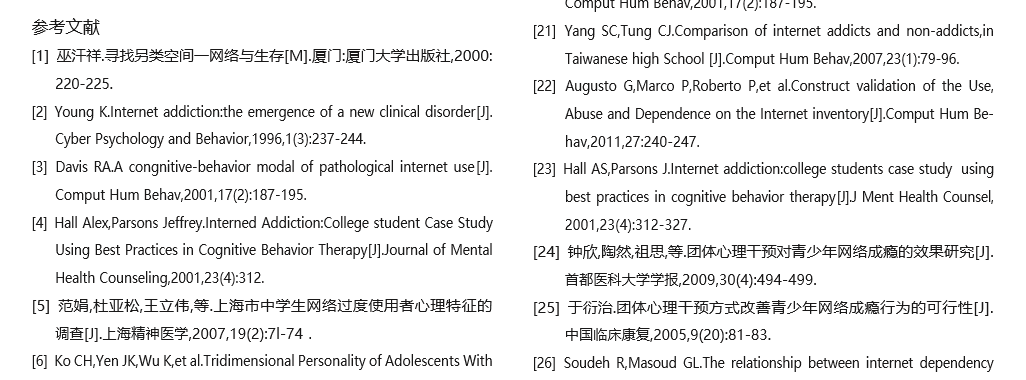 参考文献
[1] 巫汗祥.寻找另类空间—网络与生存[M].厦门:厦门大学出版社,2000:
220-225.
[2] Young K.Internet addiction:the emergence of a new clinical disorder[J].
Cyber Psychology and Behavior,1996,1(3):237-244.
[3] Davis RA.A congnitive-behavior modal of pathological internet use[J].
Comput Hum Behav,2001,17(2):187-195.
[4] Hall Alex,Parsons Jeffrey.Interned Addiction:College student Case Study
Using Best Practices in Cognitive Behavior Therapy[J].Journal of Mental
Health Counseling,2001,23(4):312.
[5] 范娟,杜亚松,王立伟,等.上海市中学生网络过度使用者心理特征的
调查[J].上海精神医学,2007,19(2):7l-74 .
[6] Ko CH,Yen JK,Wu K,et al.Tridimensional Personality of Adolescents With
Comput Hum Behav,2001,17(2):187-195.
[21] Yang SC,Tung CJ.Comparison of internet addicts and non-addicts,in
Taiwanese high School [J].Comput Hum Behav,2007,23(1):79-96.
[22] Augusto G,Marco P,Roberto P,et al.Construct validation of the Use,
Abuse and Dependence on the Internet inventory[J].Comput Hum Be-
hav,2011,27:240-247.
[23] Hall AS,Parsons J.Internet addiction:college students case study using
best practices in cognitive behavior therapy[J].J Ment Health Counsel,
2001,23(4):312-327.
[24] 钟欣,陶然,祖思,等.团体心理干预对青少年网络成瘾的效果研究[J].
首都医科大学学报,2009,30(4):494-499.
[25] 于衍治.团体心理干预方式改善青少年网络成瘾行为的可行性[J].
中国临床康复,2005,9(20):81-83.
[26] Soudeh R,Masoud GL.The relationship between internet dependency